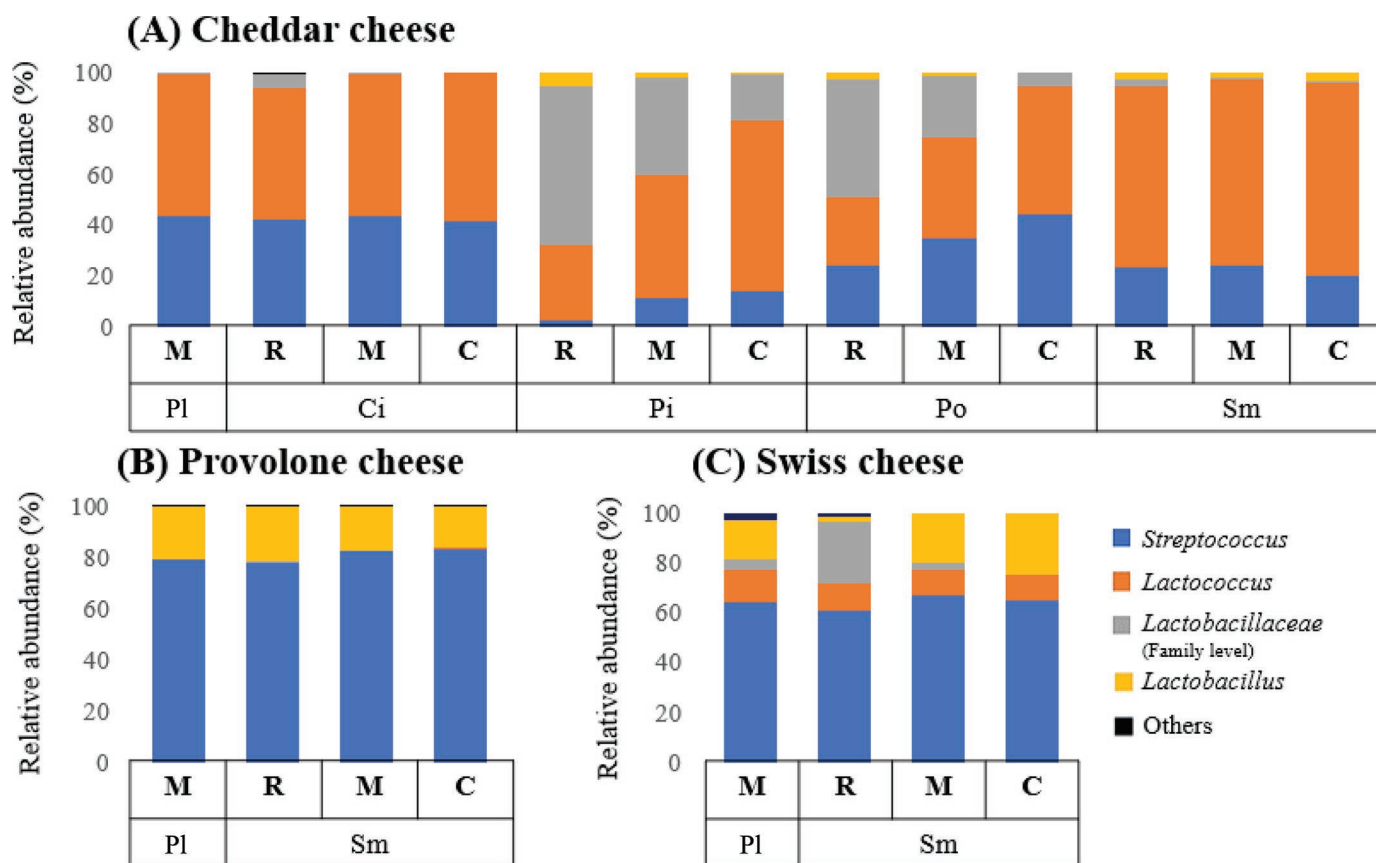 (A) Cheddar cheese
Relative abundance (%)
100
80
60
40
20
0
M R M C R M C R M C R M C
Pl Ci Pi Po Sm
(B) Provolone cheese
Relative abundance (%)
100
80
60
40
20
0
M R M C
Pl Sm
(C) Swiss cheese
Relative abundance (%)
100
80
60
40
20
0
M R M C
Pl Sm
Streptococcus
Lactococcus
Lactobacillaceae
(Family level)
Lactobacillus
Others